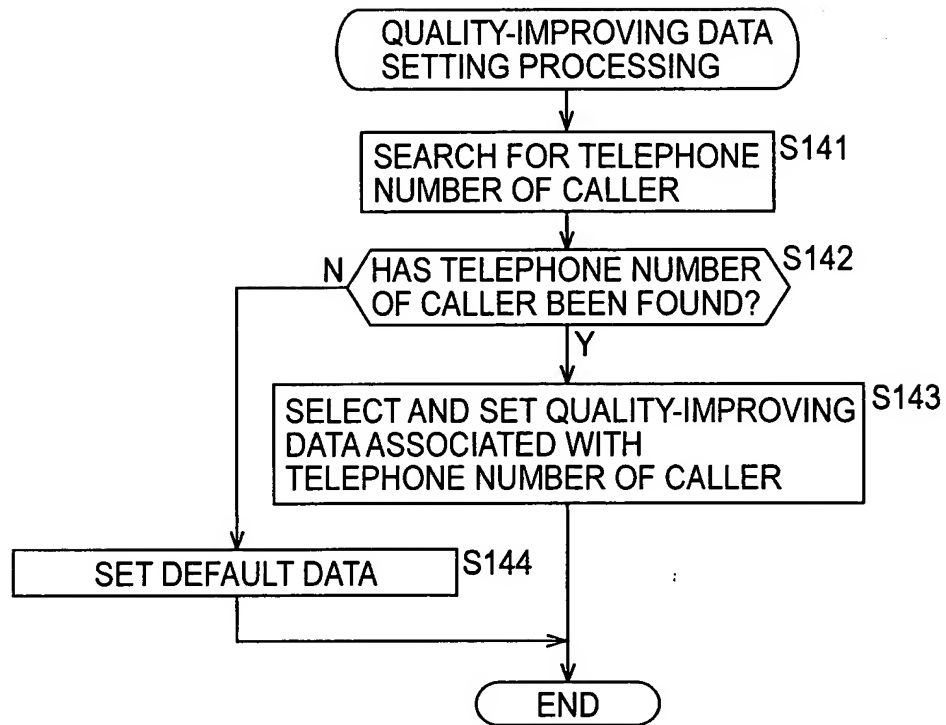 QUALITY-IMPROVING DATA
SETTING PROCESSING
SEARCH FOR TELEPHONE
NUMBER OF CALLER
S141
HAS TELEPHONE NUMBER
OF CALLER BEEN FOUND?
S142
N
Y
SELECT AND SET QUALITY-IMPROVING
DATA ASSOCIATED WITH
TELEPHONE NUMBER OF CALLER
S143
SET DEFAULT DATA
S144
END